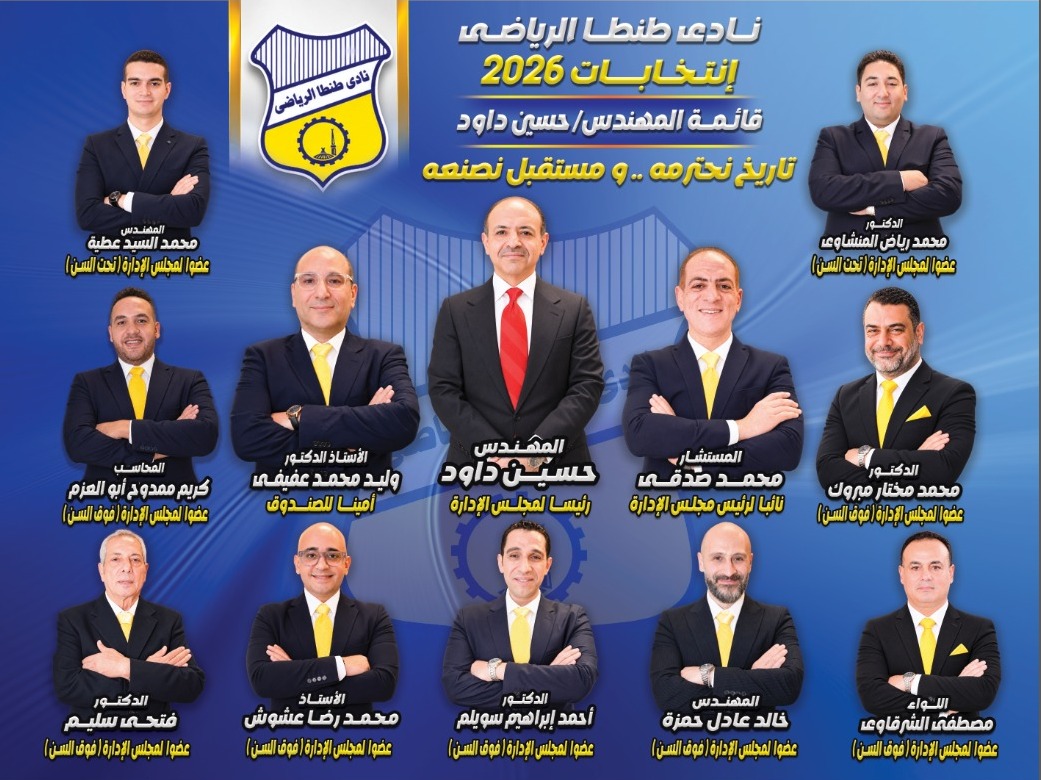 نادى طنطا الرياضى
إنتخابات 2026
قائمة المهندس/ حسين داود
تاريخ نحترمه .. و مستقبل نصنعه
نادى طنطا الرياضى
الدكتور
محمد رياض المنشاوى
عضوا لمجلس الإدارة ( تحت السن )
المهندس
محمد السيد عطية
عضوا لمجلس الإدارة ( تحت السن )
الدكتور
محمد مختار مبروك
عضوا لمجلس الإدارة ( فوق السن )
المستشار
محمد صدقى
نائبا لرئيس مجلس الإدارة
المهندس
حسين داود
رئيسا لمجلس الإدارة
الأستاذ الدكتور
وليد محمد عفيفى
أمينا للصندوق
المحاسب
كريم ممدوح أبو العزم
عضوا لمجلس الإدارة ( فوق السن )
اللواء
مصطفى الشرقاوى
عضوا لمجلس الإدارة ( فوق السن )
المهندس
خالد عادل حمزة
عضوا لمجلس الإدارة ( فوق السن )
الدكتور
أحمد إبراهيم سويلم
عضوا لمجلس الإدارة ( فوق السن )
الأستاذ
محمد رضا عشوش
عضوا لمجلس الإدارة ( فوق السن )
الدكتور
فتحى سليم
عضوا لمجلس الإدارة ( فوق السن )